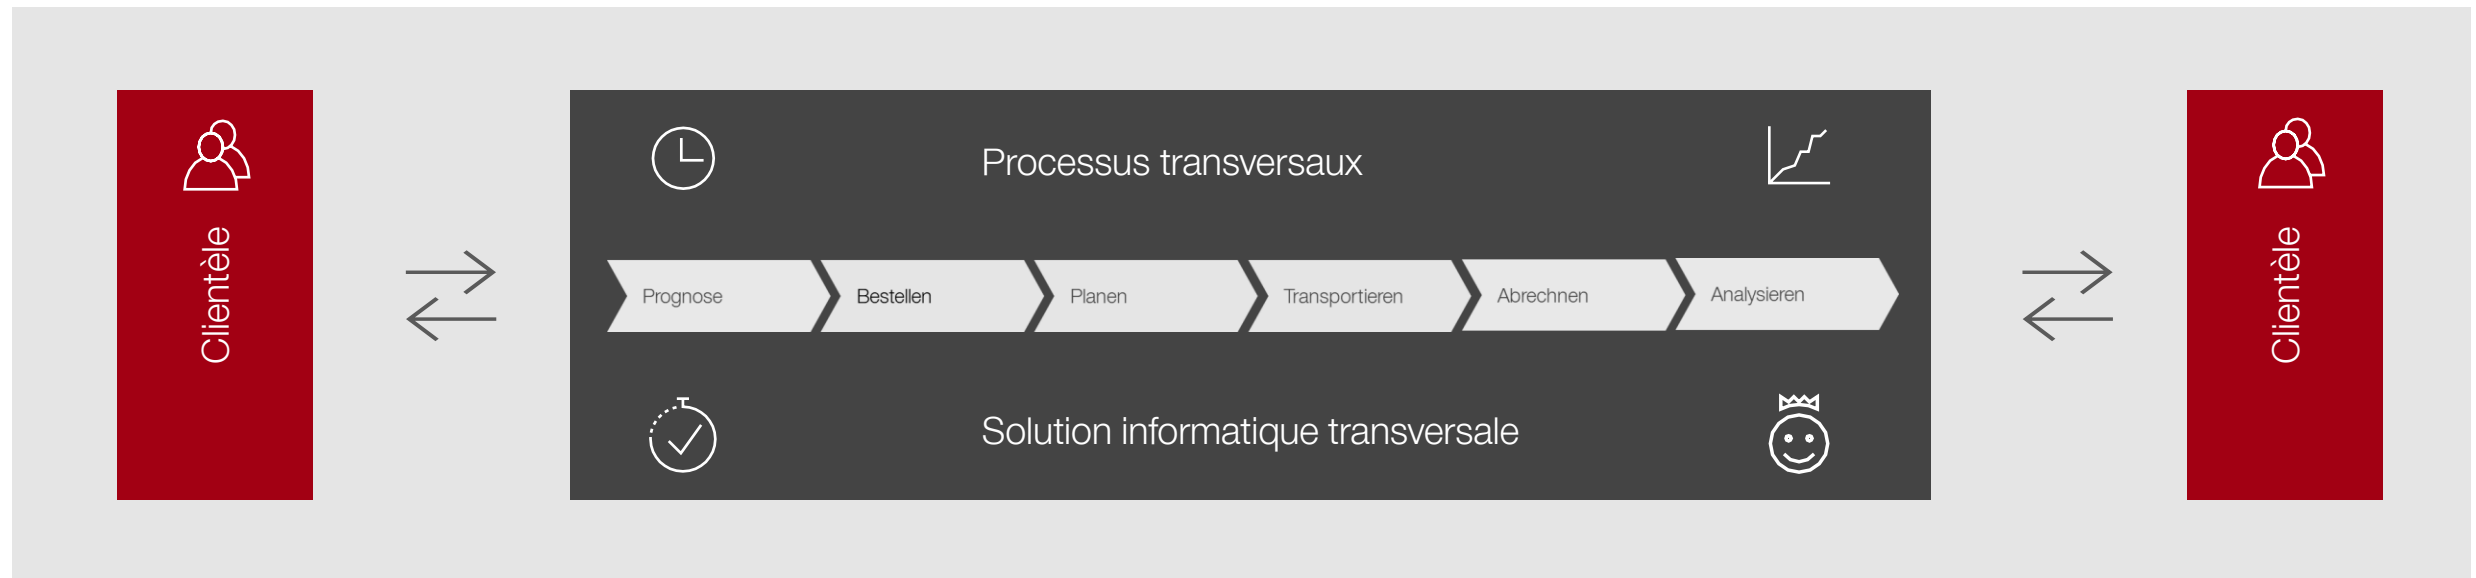 Clientèle
Processus transversaux
Prognose
Bestellen
Planen
Transportieren
Abrechnen
Analysieren
Solution informatique transversale
Clientèle